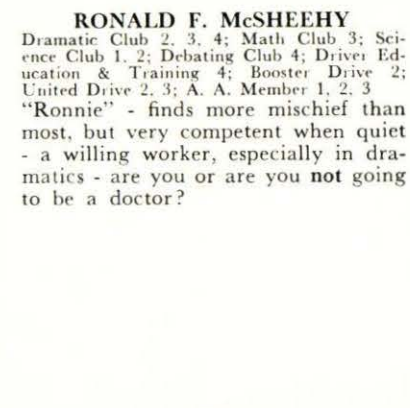 RONALD F. McSHEEHY
Dramatic Club 2, 3, 4; Math Club 3; Sci-
ence Club 1, 2; Debating Club 4; Driver Ed-
ucation & Training 4; Booster Drive 2;
United Drive 2, 3; A. A. Member 1, 2, 3
"Ronnie" - finds more mischief than
most, but very competent when quiet
- a willing worker, especially in dra-
matics - are you or are you not going
to be a doctor?